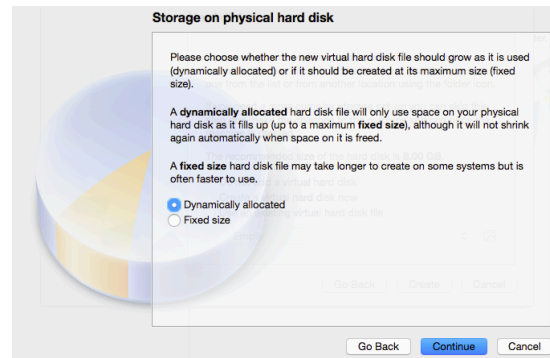 Storage on physical hard disk
Please choose whether the new virtual hard disk file should grow as it is used
(dynamically allocated) or if it should be created at its maximum size (fixed
size).
A dynamically allocated hard disk file will only use space on your physical
hard disk as it fills up (up to a maximum fixed size), although it will not shrink
again automatically when space on it is freed.
A fixed size hard disk file may take longer to create on some systems but is
often faster to use.
Dynamically allocated
Fixed size
Go Back Create Cancel
Go Back Continue Cancel